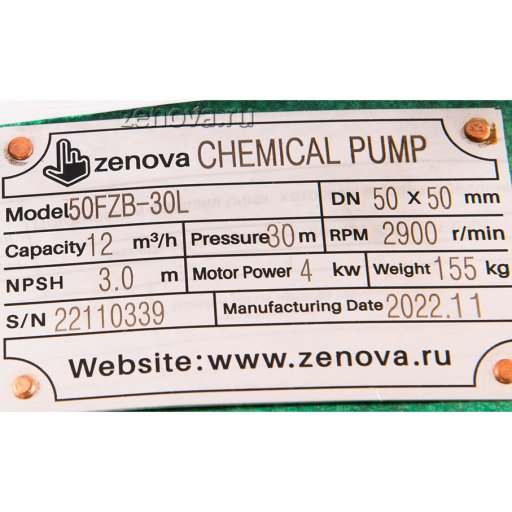 zenova.ru
zenova CHEMICAL PUMP
Model 50FZB-30L DN 50 X 50 mm
Capacity 12 m³/h Pressure 30 m RPM 2900 r/min
NPSH 3.0 m Motor Power 4 kw Weight 155 kg
S/N 22110339 Manufacturing Date 2022.11
Website: www.zenova.ru